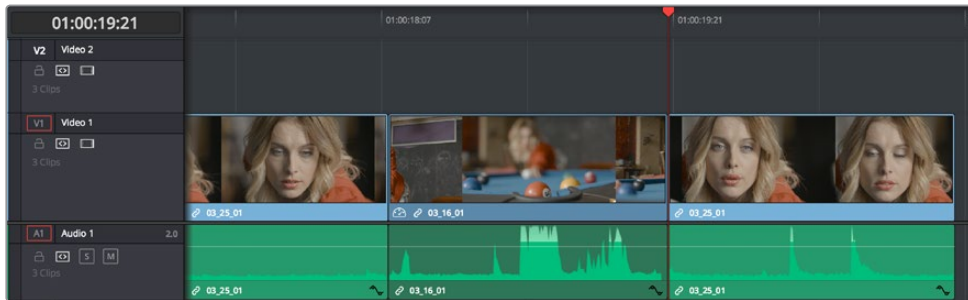 01:00:19:21
01:00:18:07
01:00:19:21
V2 Video 2
3 Clips
V1 Video 1
3 Clips
03_25_01
03_16_01
03_25_01
A1 Audio 1 2.0
S M
3 Clips
03_25_01
03_16_01
03_25_01